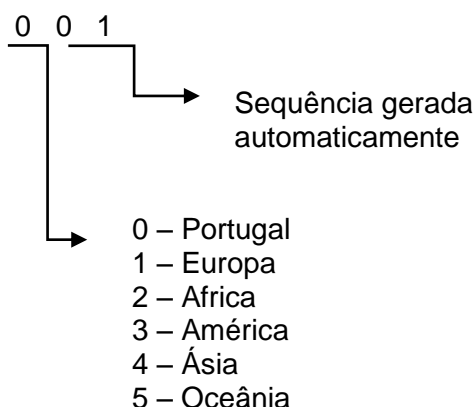 0 0 1
Sequência gerada
automaticamente
0 – Portugal
1 – Europa
2 – Africa
3 – América
4 – Ásia
5 – Oceânia